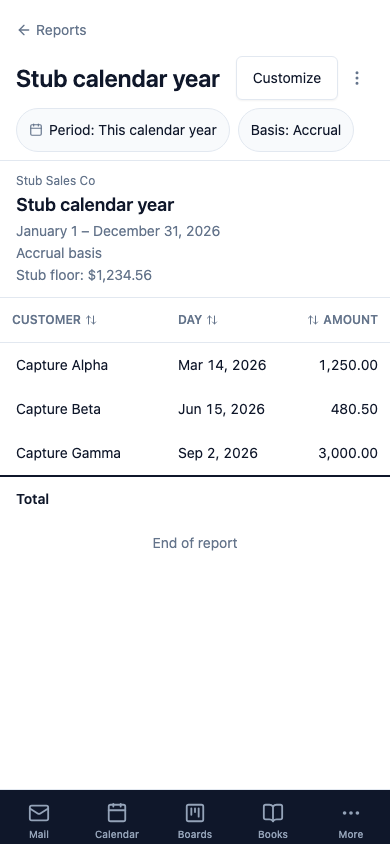 Reports
Stub calendar year
Customize
Period: This calendar year
Basis: Accrual
Stub Sales Co
Stub calendar year
January 1 – December 31, 2026
Accrual basis
Stub floor: $1,234.56
CUSTOMER DAY AMOUNT
Capture Alpha Mar 14, 2026 1,250.00
Capture Beta Jun 15, 2026 480.50
Capture Gamma Sep 2, 2026 3,000.00
Total
End of report
Mail Calendar Boards Books More